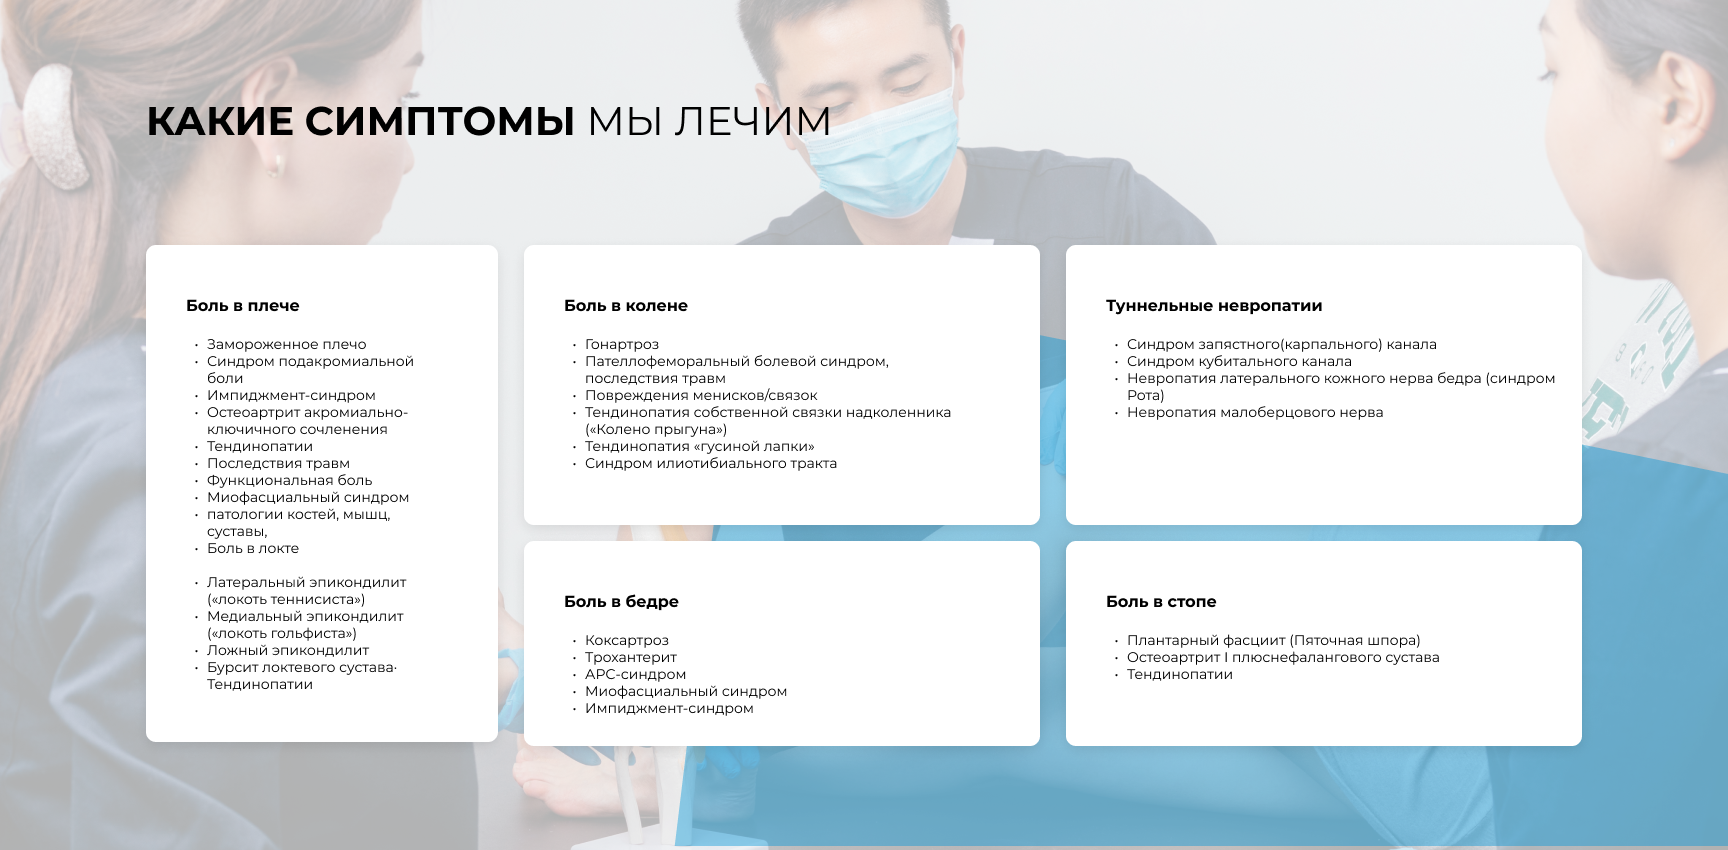 КАКИЕ СИМПТОМЫ МЫ ЛЕЧИМ
Боль в плече
• Замороженное плечо
• Синдром подакромиальной
боли
• Импиджмент-синдром
• Остеоартрит акромиально-
ключичного сочленения
• Тендинопатии
• Последствия травм
• Функциональная боль
• Миофасциальный синдром
• патологии костей, мышц,
суставы,
• Боль в локте
• Латеральный эпикондилит
(«локоть теннисиста»)
• Медиальный эпикондилит
(«локоть гольфиста»)
• Ложный эпикондилит
• Бурсит локтевого сустава·
Тендинопатии
Боль в колене
• Гонартроз
• Пателлофеморальный болевой синдром,
последствия травм
• Повреждения менисков/связок
• Тендинопатия собственной связки надколенника
(«Колено прыгуна»)
• Тендинопатия «гусиной лапки»
• Синдром илиотибиального тракта
Туннельные невропатии
• Синдром запястного(карпального) канала
• Синдром кубитального канала
• Невропатия латерального кожного нерва бедра (синдром
Рота)
• Невропатия малоберцового нерва
Боль в бедре
• Коксартроз
• Трохантерит
• АРС-синдром
• Миофасциальный синдром
• Импиджмент-синдром
Боль в стопе
• Плантарный фасциит (Пяточная шпора)
• Остеоартрит I плюснефалангового сустава
• Тендинопатии